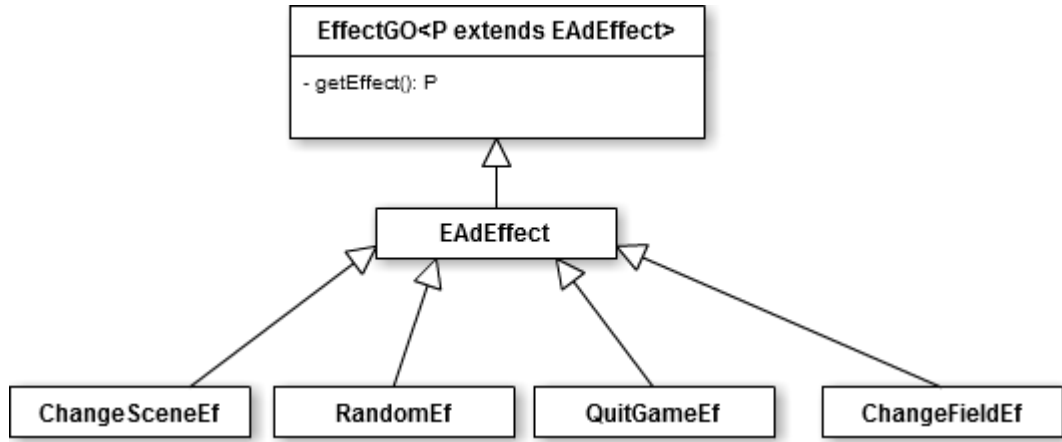 EffectGO<P extends EAdEffect>
- getEffect(): P
EAdEffect
ChangeSceneEf
RandomEf
QuitGameEf
ChangeFieldEf